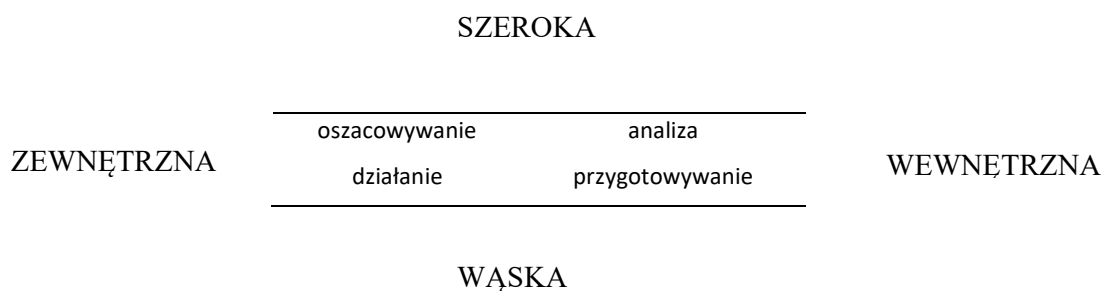 SZEROKA
oszacowywanie analiza
ZEWNĘTRZNA WEWNĘTRZNA
działanie przygotowywanie
WĄSKA